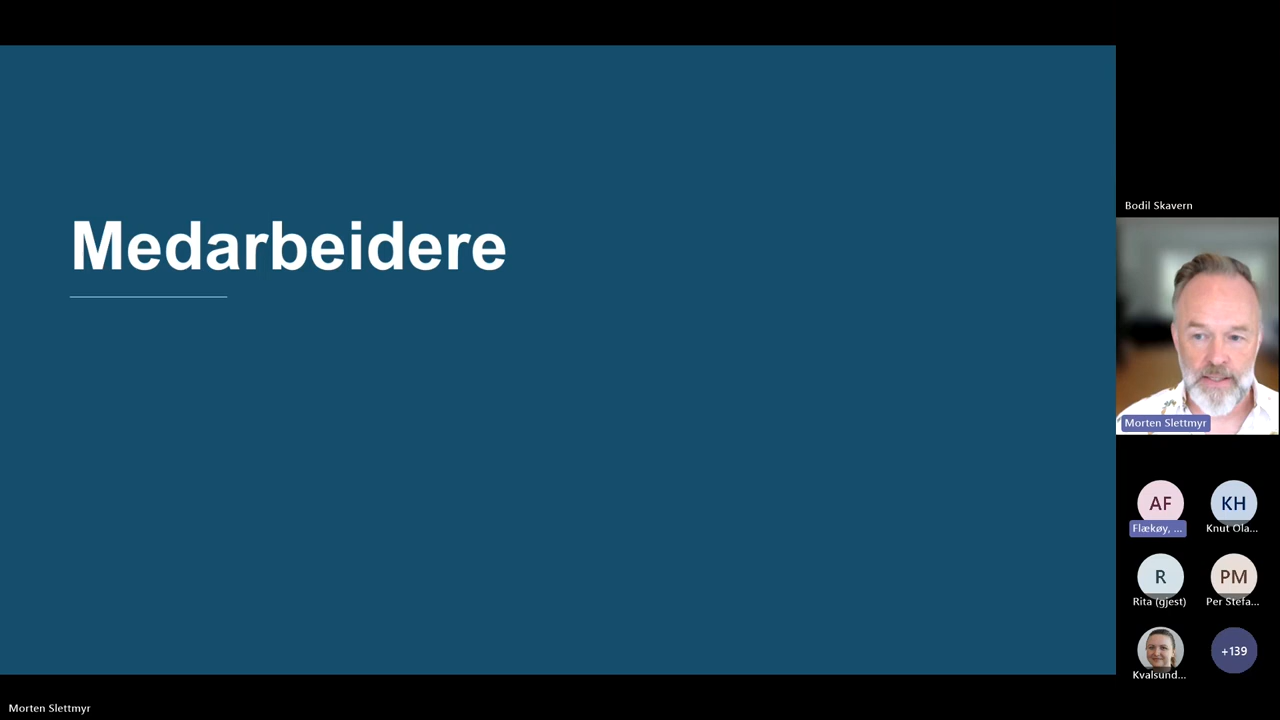 Medarbeidere
Bodil Skavern
Morten Slettmyr
AF
KH
Flækøy, ...
Knut Ola...
R
PM
Rita (gjest)
Per Stefa...
+139
Kvalsund...
Morten Slettmyr